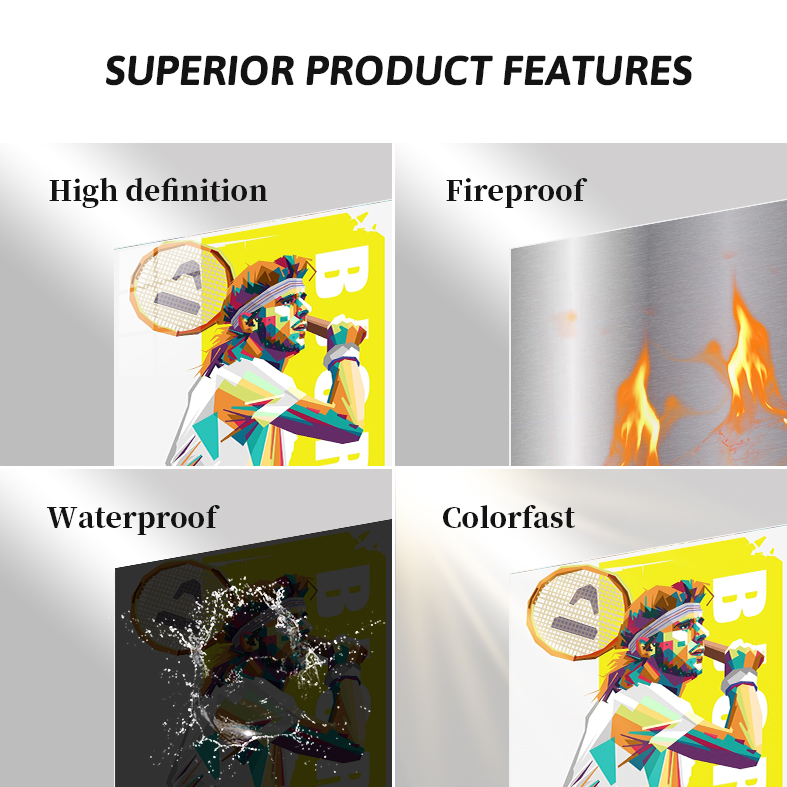 SUPERIOR PRODUCT FEATURES
High definition
Fireproof
Waterproof
Colorfast